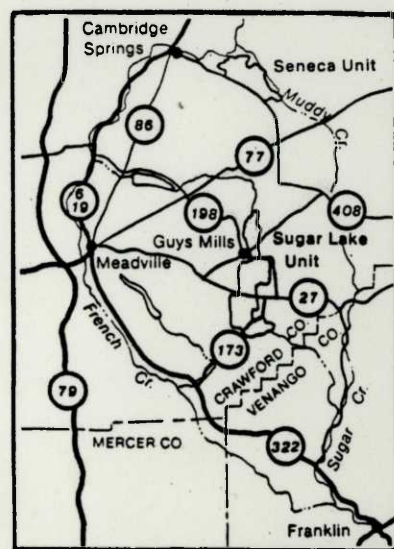 Cambridge
Springs
Seneca Unit
Muddy Cr.
86
77
6
19
198
408
Guys Mills
Sugar Lake
Unit
Meadville
27
French Cr.
173
CRAWFORD CO.
VENANGO CO.
79
MERCER CO.
322
Sugar Cr.
Franklin